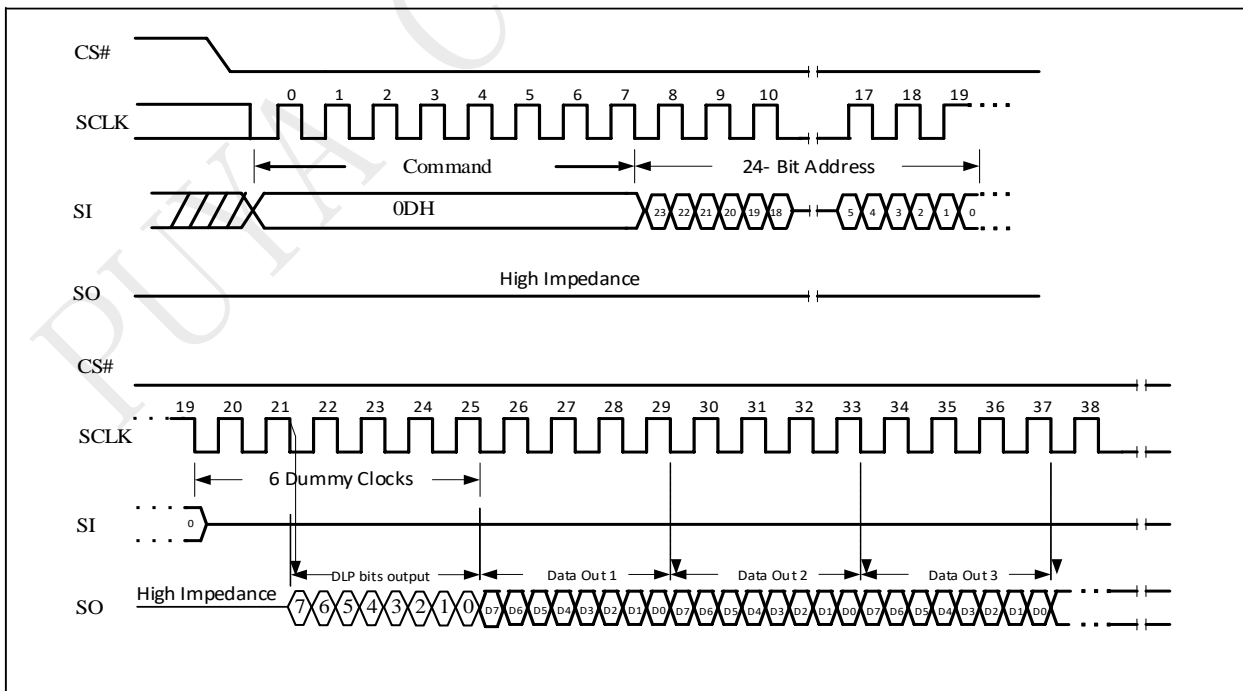 PUYA C
CS#
0 1 2 3 4 5 6 7 8 9 10 17 18 19
SCLK
Command 24- Bit Address
SI 0DH 23 22 21 20 19 18 5 4 3 2 1 0
High Impedance
SO
CS#
19 20 21 22 23 24 25 26 27 28 29 30 31 32 33 34 35 36 37 38
SCLK
6 Dummy Clocks
SI 0
DLP bits output Data Out 1 Data Out 2 Data Out 3
High Impedance
SO 7 6 5 4 3 2 1 0 D7 D6 D5 D4 D3 D2 D1 D0 D7 D6 D5 D4 D3 D2 D1 D0 D7 D6 D5 D4 D3 D2 D1 D0